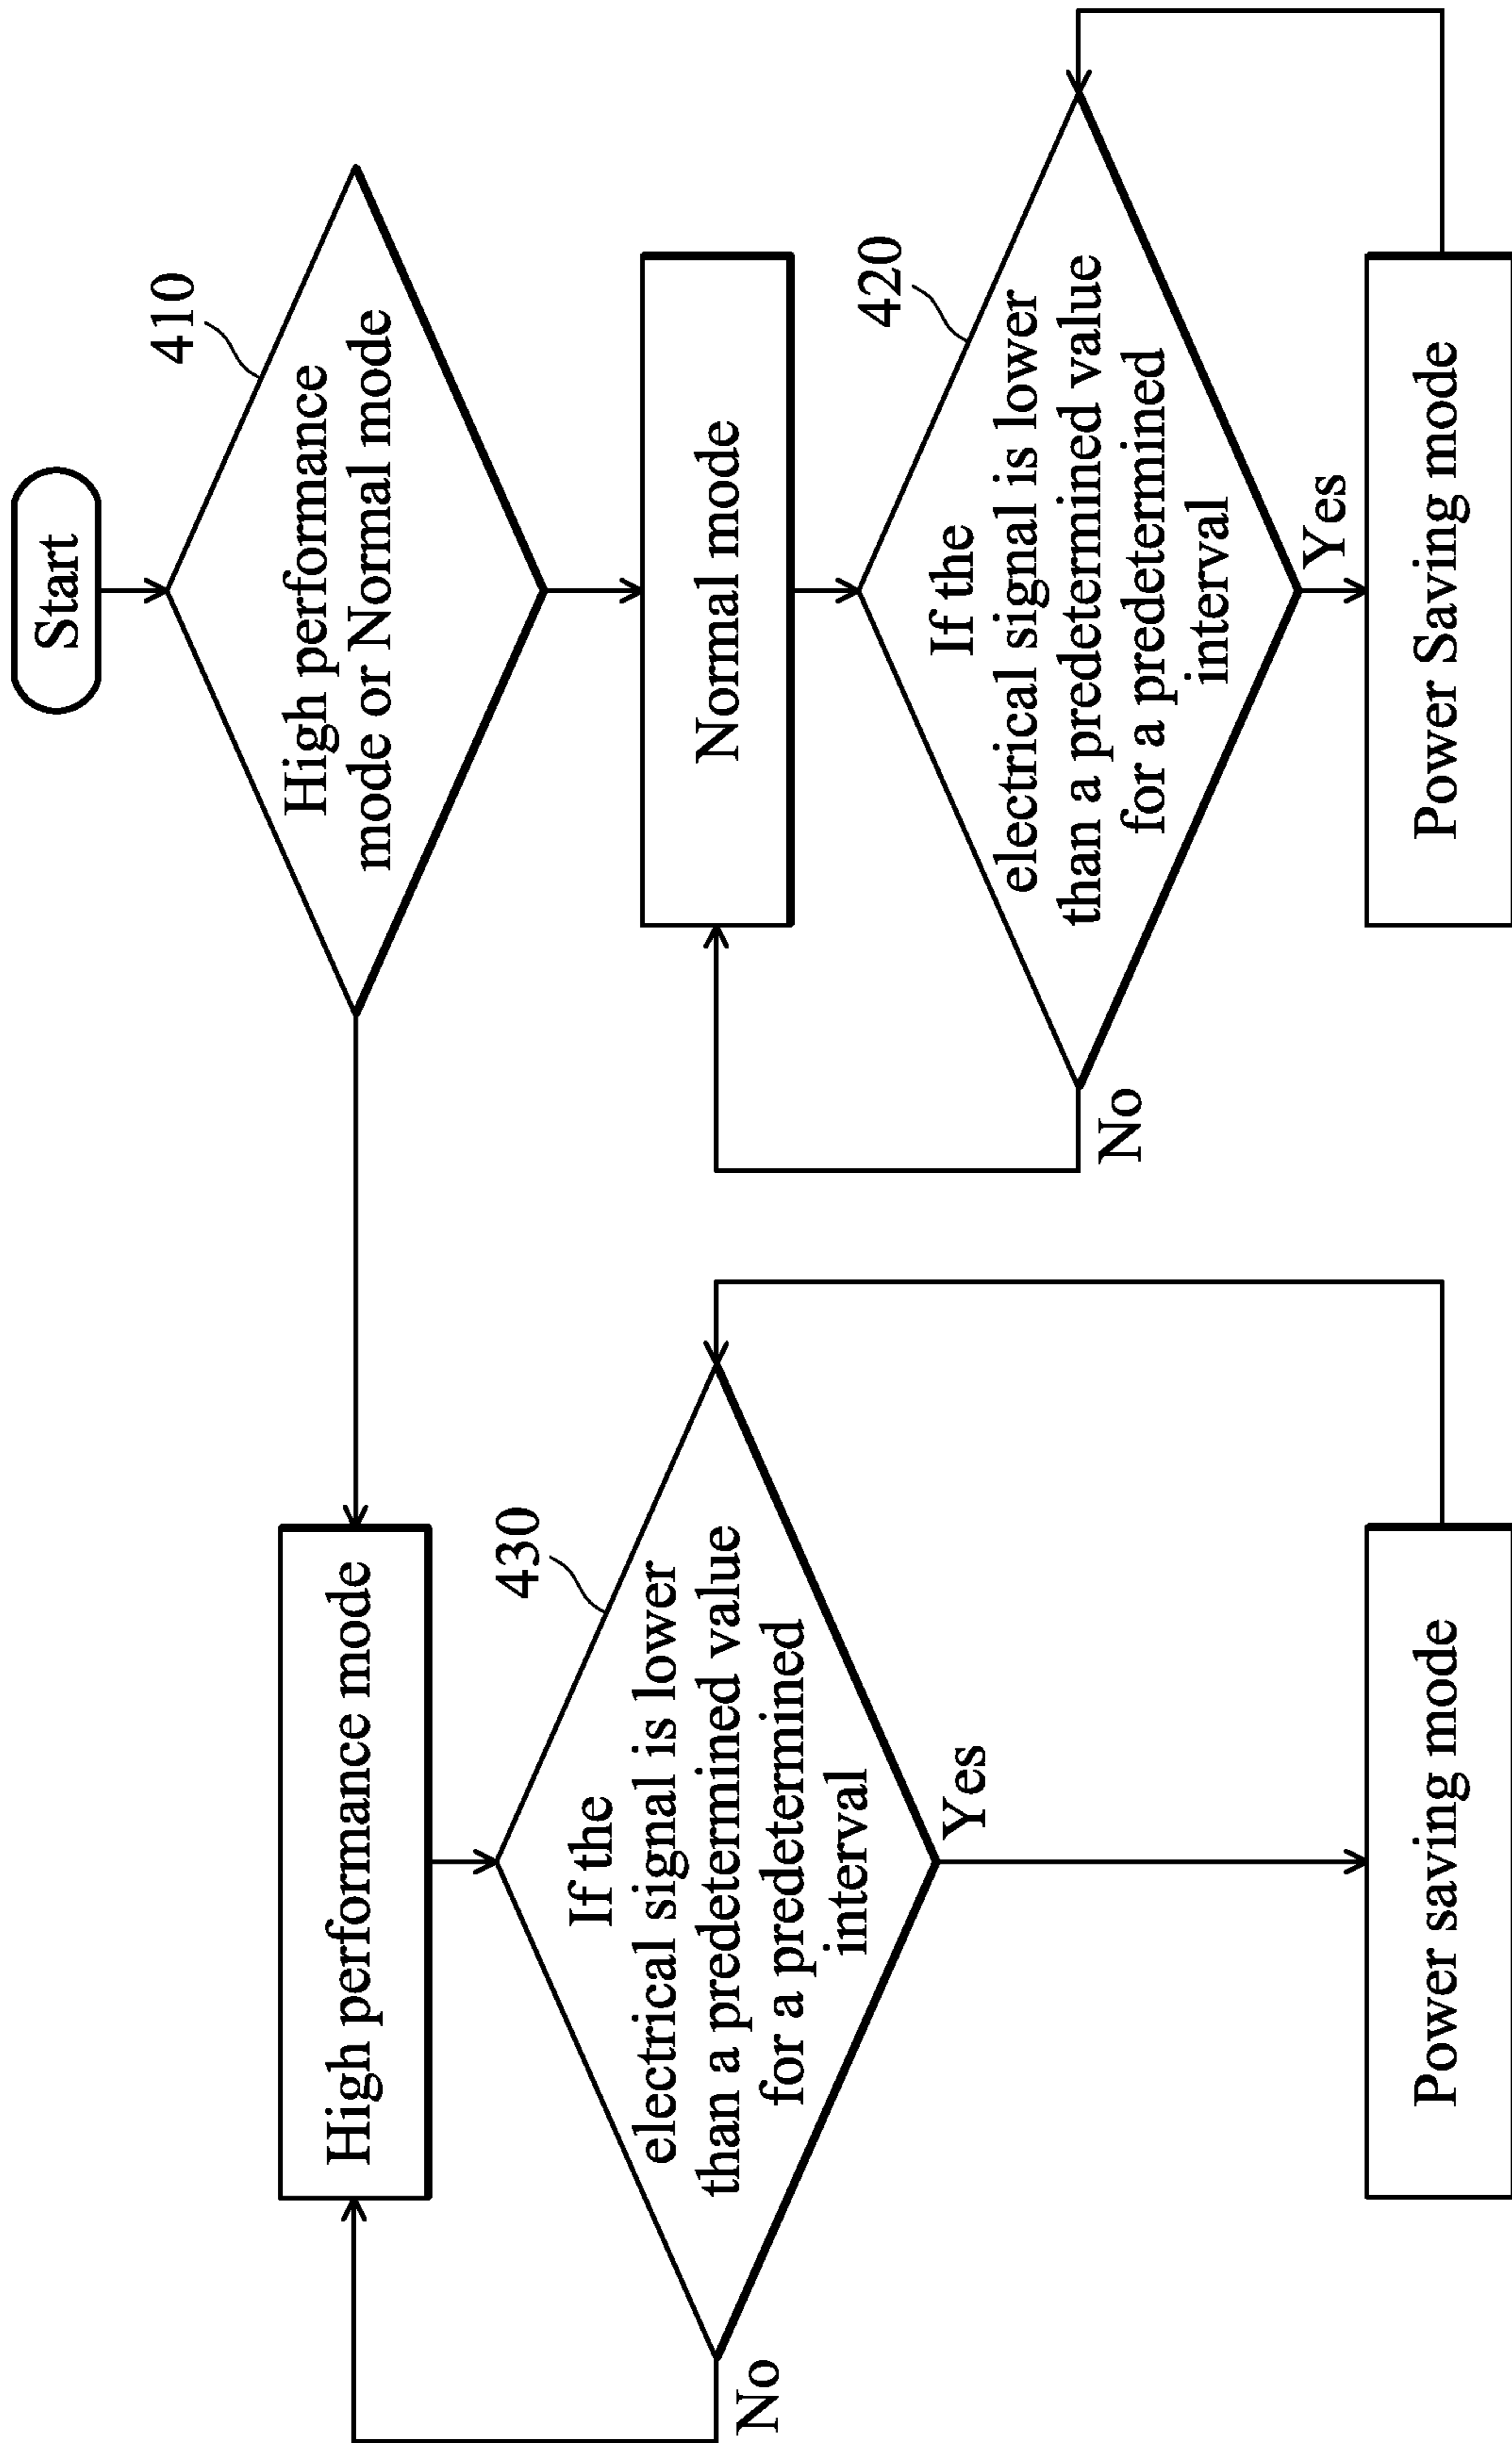 Start
410
High performance
mode or Normal mode
High performance mode
Normal mode
430
If the
electrical signal is lower
than a predetermined value
for a predetermined
interval
No
Yes
Power saving mode
420
If the
electrical signal is lower
than a predetermined value
for a predetermined
interval
No
Yes
Power Saving mode